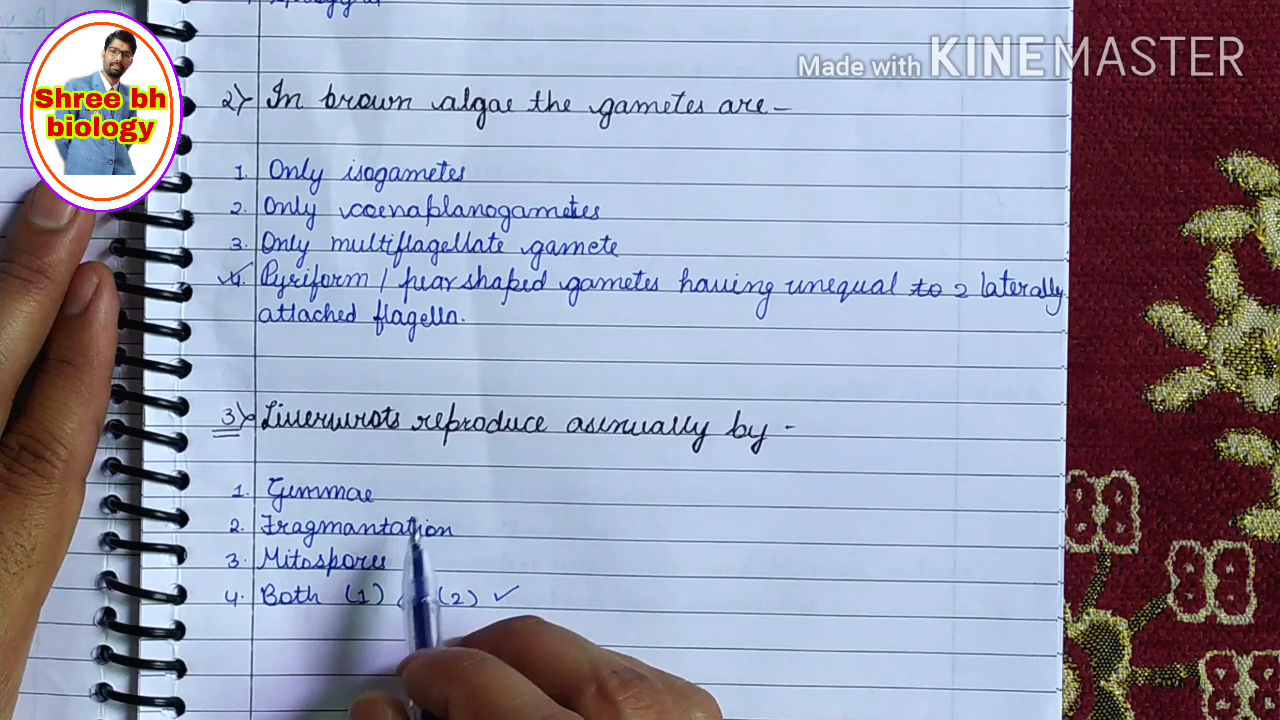 Shree bh
biology
Made with KINEMASTER
2) In brown algae the gametes are -
1. Only isogametes
2. Only coenaplanogametes
3. Only multiflagellate gamete
4. Pyriform / pear shaped gametes having unequal to 2 laterally
attached flagella.
3) Liverwrots reproduce asexually by -
1. Gemmae
2. Fragmantation
3. Mitospores
4. Both (1) (2) ✓